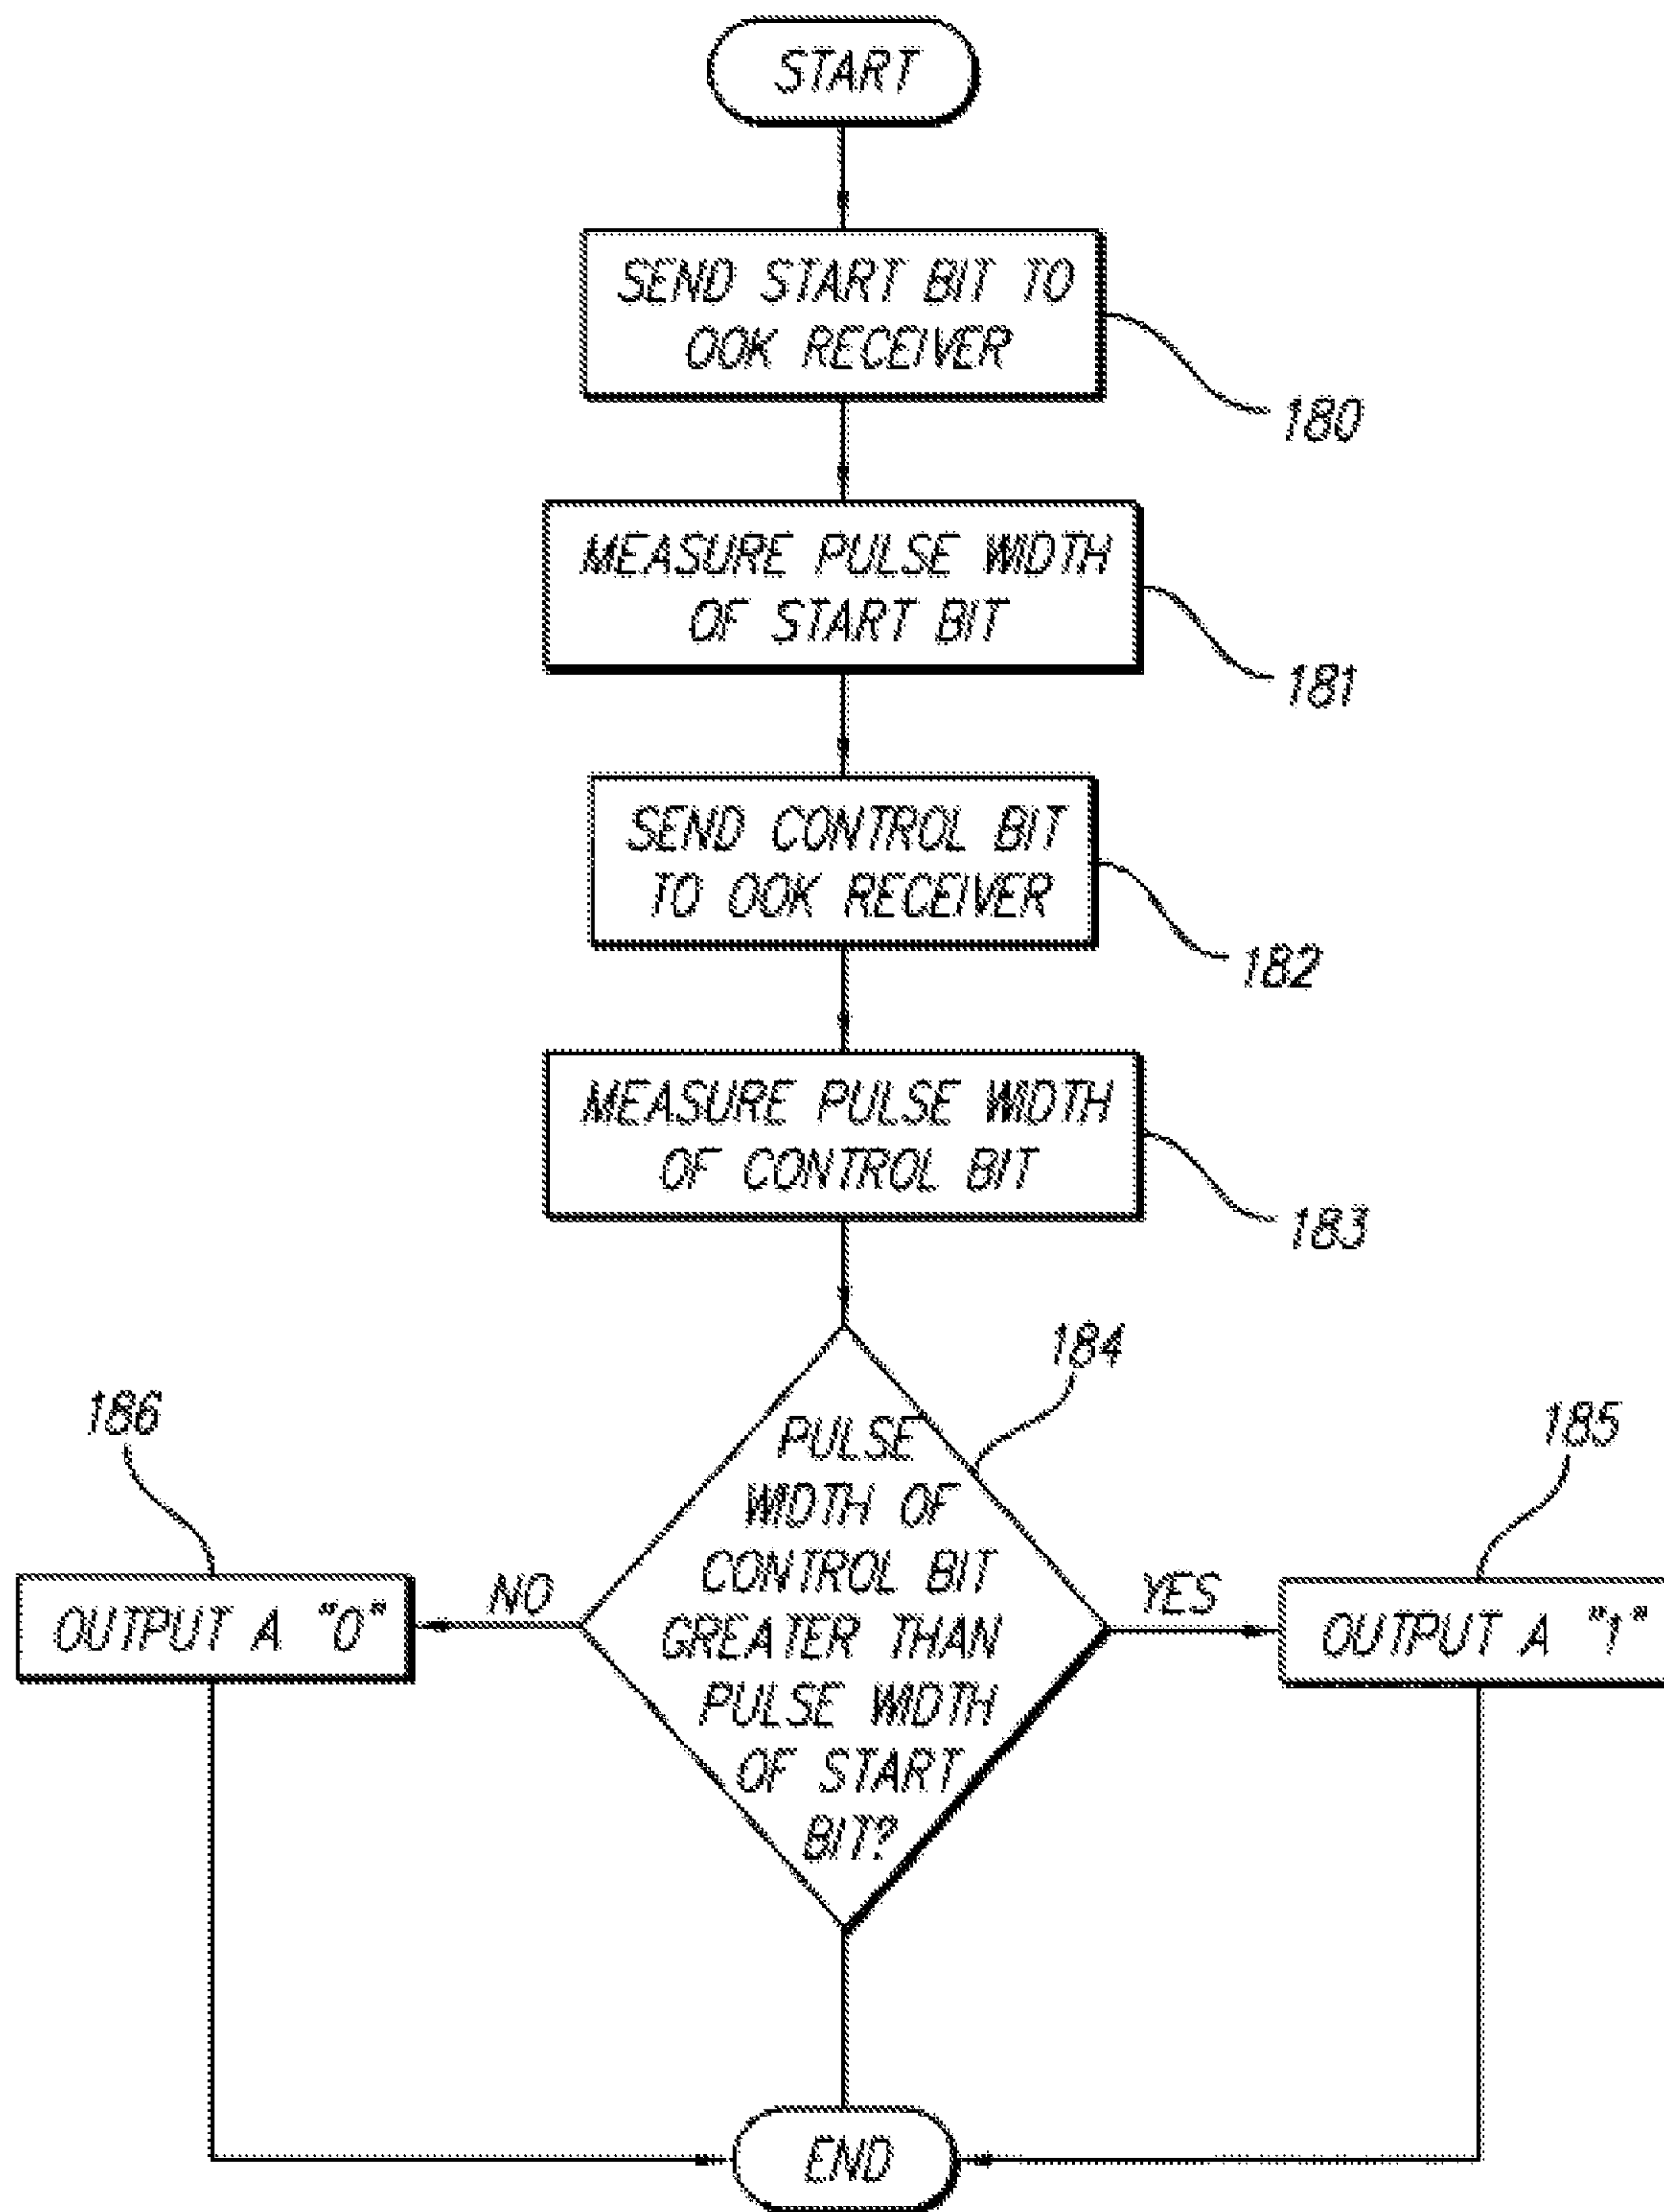 START
SEND START BIT TO
OOK RECEIVER
180
MEASURE PULSE WIDTH
OF START BIT
181
SEND CONTROL BIT
TO OOK RECEIVER
182
MEASURE PULSE WIDTH
OF CONTROL BIT
183
184
PULSE
WIDTH OF
CONTROL BIT
GREATER THAN
PULSE WIDTH
OF START
BIT?
186
NO
OUTPUT A "0"
185
YES
OUTPUT A "1"
END